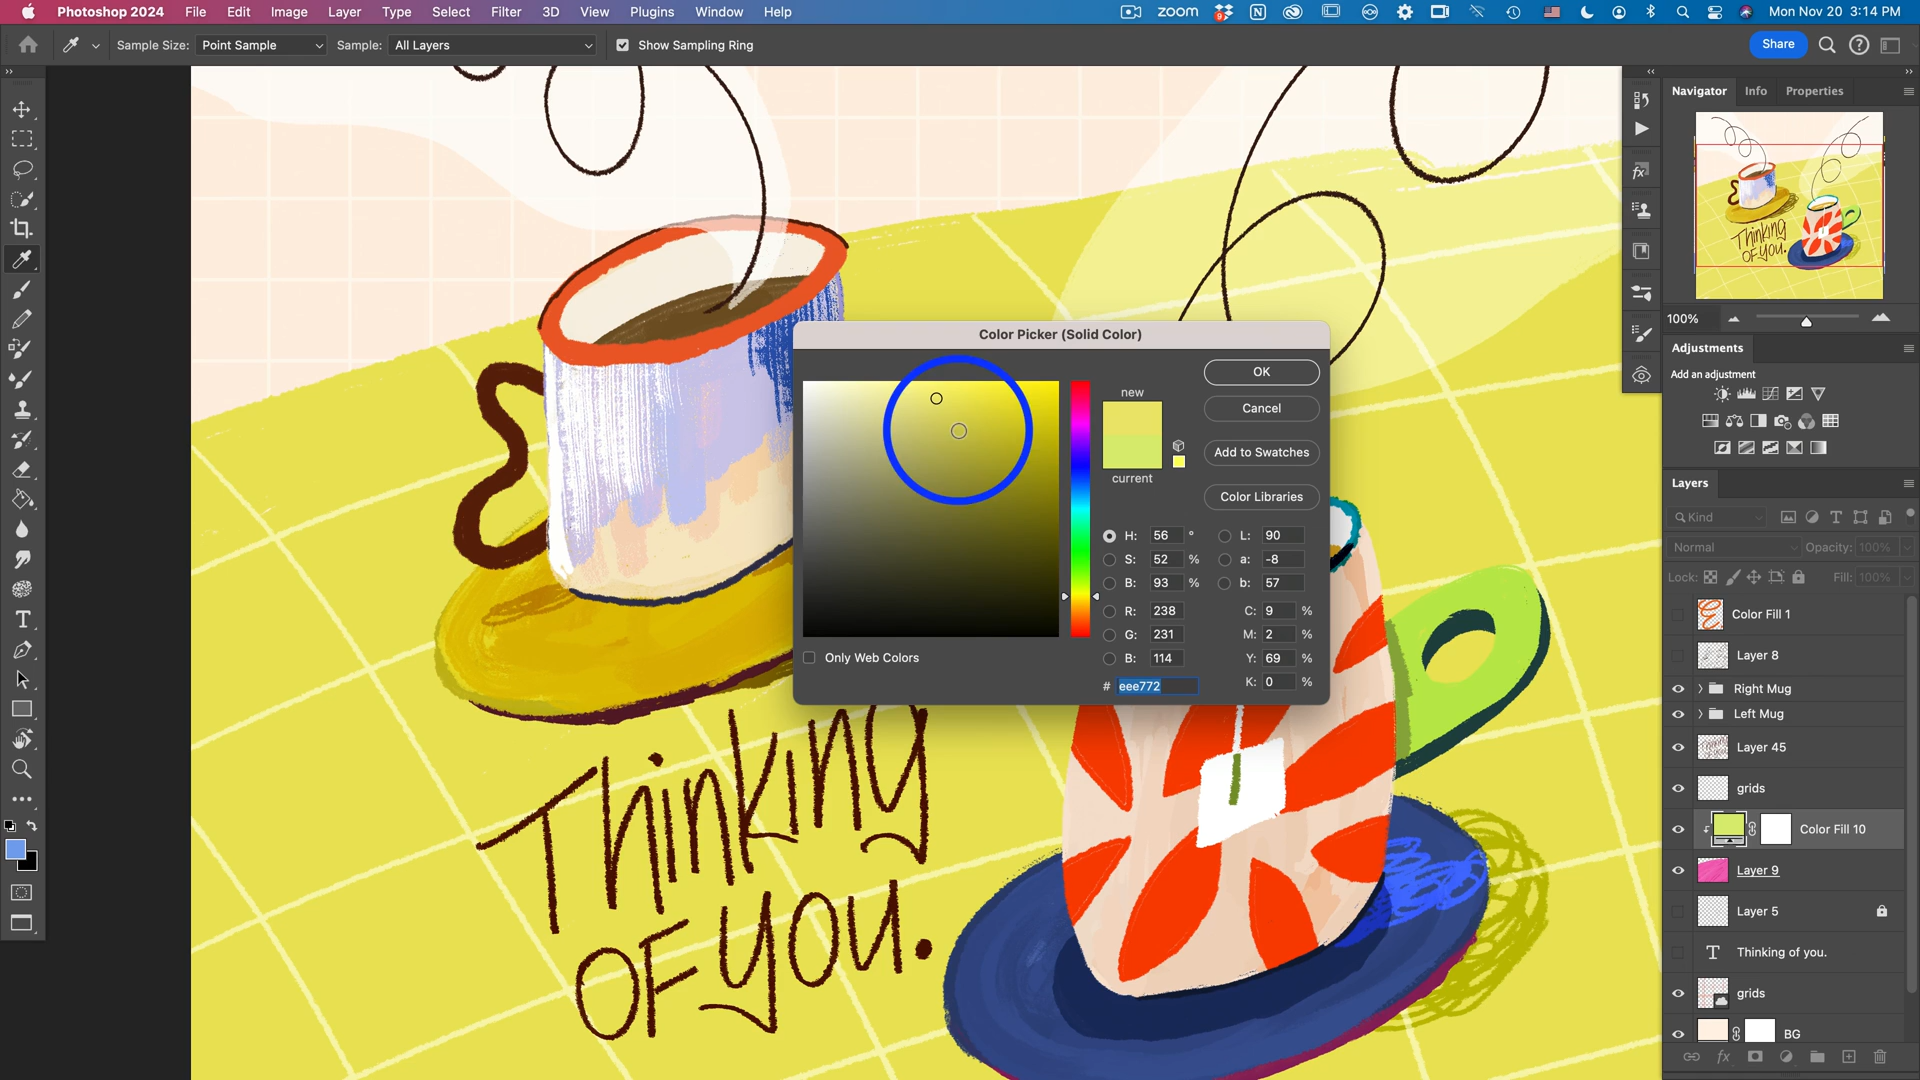 Photoshop 2024 File Edit Image Layer Type Select Filter 3D View Plugins Window Help zoom 9 Mon Nov 20 3:14 PM
Sample Size: Point Sample Sample: All Layers Show Sampling Ring Share
Navigator Info Properties
Thinking
of you.
100%
Adjustments
Add an adjustment
Layers
Kind
Normal Opacity: 100%
Lock: Fill: 100%
Color Fill 1
Layer 8
Right Mug
Left Mug
Layer 45
grids
Color Fill 10
Layer 9
Layer 5
Thinking of you.
grids
BG
Color Picker (Solid Color)
new
current
OK
Cancel
Add to Swatches
Color Libraries
H: 56 ° L: 90
S: 52 % a: -8
B: 93 % b: 57
R: 238 C: 9 %
G: 231 M: 2 %
B: 114 Y: 69 %
# eee772 K: 0 %
Only Web Colors
Thinking
OF YOU.